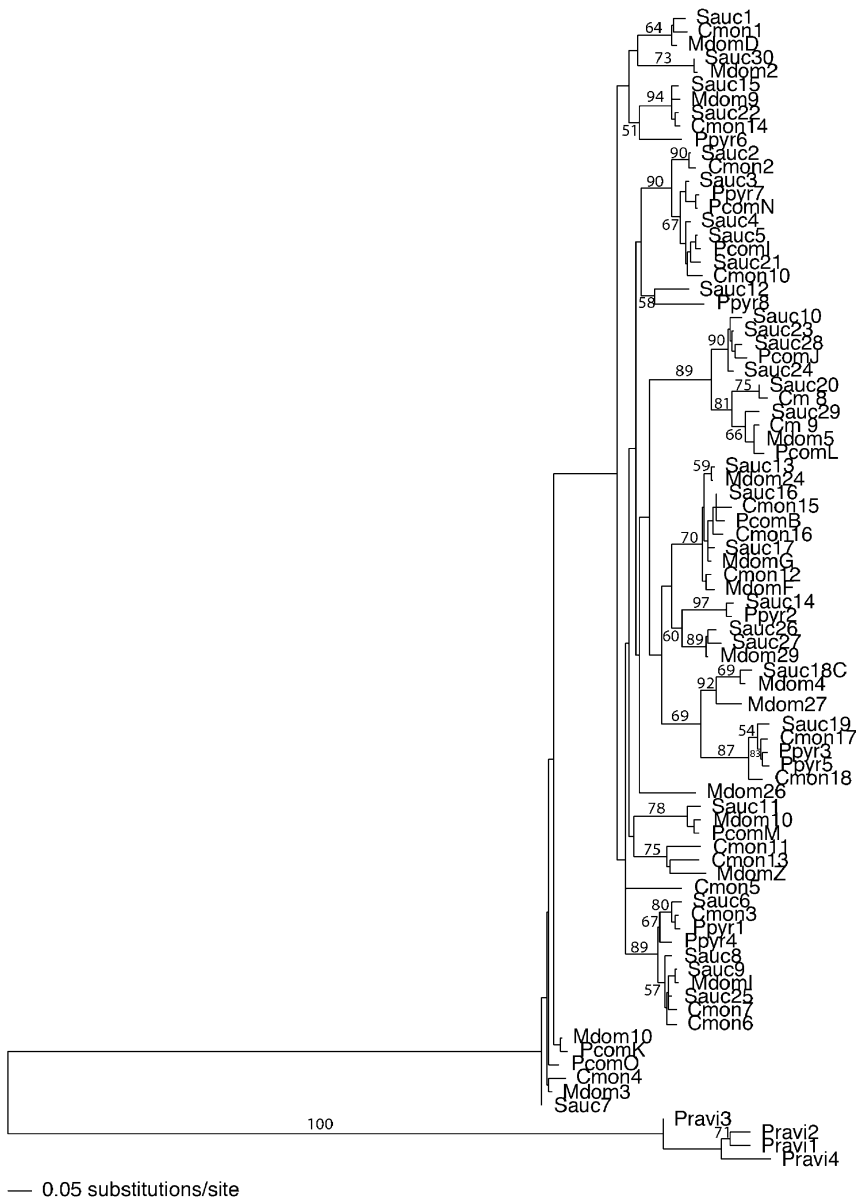 Sauc1
64
Cmon1
MdomD
Sauc30
73
Mdom2
Sauc15
94
Mdom9
Sauc22
Cmon14
51
Ppyr6
90
Sauc2
Cmon2
90
Sauc3
Ppyr7
PcomN
67
Sauc4
Sauc5
PcomI
Sauc21
Cmon10
Sauc12
58
Ppyr8
Sauc10
Sauc23
90
Sauc28
PcomJ
89
Sauc24
75
Sauc20
Cm 8
81
Sauc29
Cm 9
66
Mdom5
PcomL
59
Sauc13
Mdom24
Sauc16
Cmon15
PcomB
Cmon16
70
Sauc17
MdomG
Cmon12
MdomF
97
Sauc14
Ppyr2
Sauc26
60
89
Sauc27
Mdom29
69
Sauc18C
92
Mdom4
Mdom27
69
Sauc19
54
Cmon17
87
83
Ppyr3
Ppyr5
Cmon18
Mdom26
78
Sauc11
Mdom10
PcomM
75
Cmon11
Cmon13
MdomZ
Cmon5
80
Sauc6
67
Cmon3
Ppyr1
Ppyr4
89
Sauc8
Sauc9
MdomI
57
Sauc25
Cmon7
Cmon6
Mdom10
PcomK
PcomO
Cmon4
Mdom3
Sauc7
100
Pravi3
71
Pravi2
Pravi1
Pravi4
0.05 substitutions/site